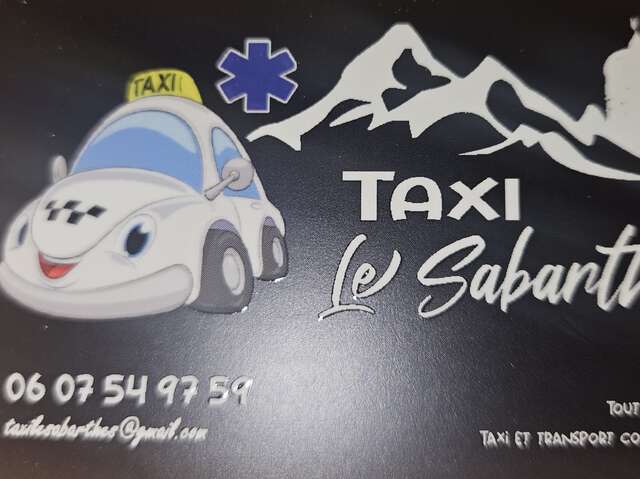 TAXI
TAXI
Le Sabarth
06 07 54 97 59
taxilesabarthes@gmail.com
TOUT
TAXI ET TRANSPORT CO